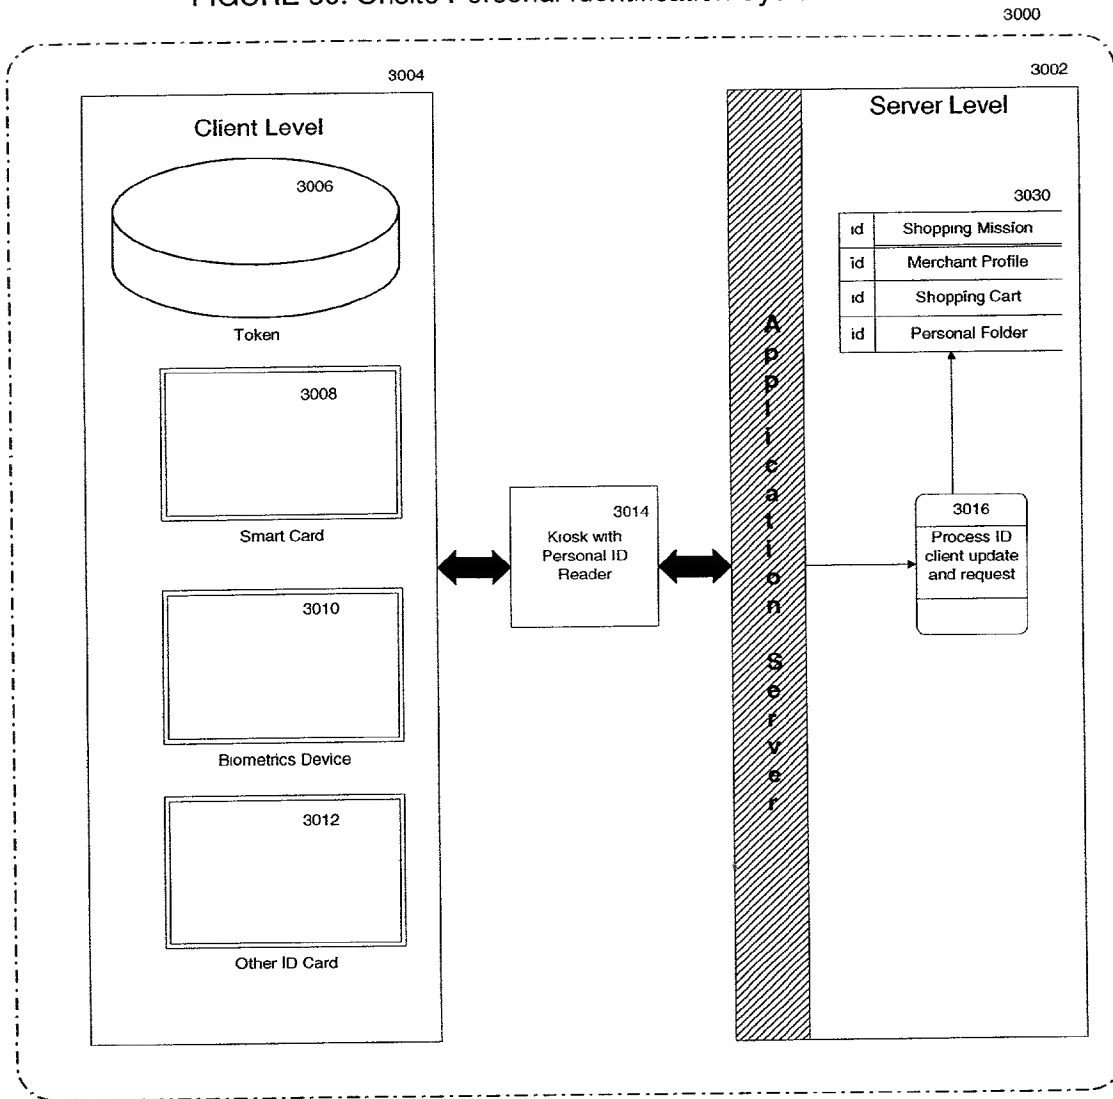 3000
3004
3002
Client Level
Server Level
3006
Token
3030
id Shopping Mission
id Merchant Profile
id Shopping Cart
id Personal Folder
3008
Smart Card
3014
Kiosk with
Personal ID
Reader
Application Server
3016
Process ID
client update
and request
3010
Biometrics Device
3012
Other ID Card